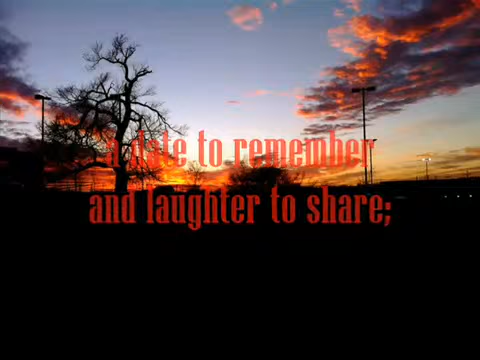 a date to remember
and laughter to share;